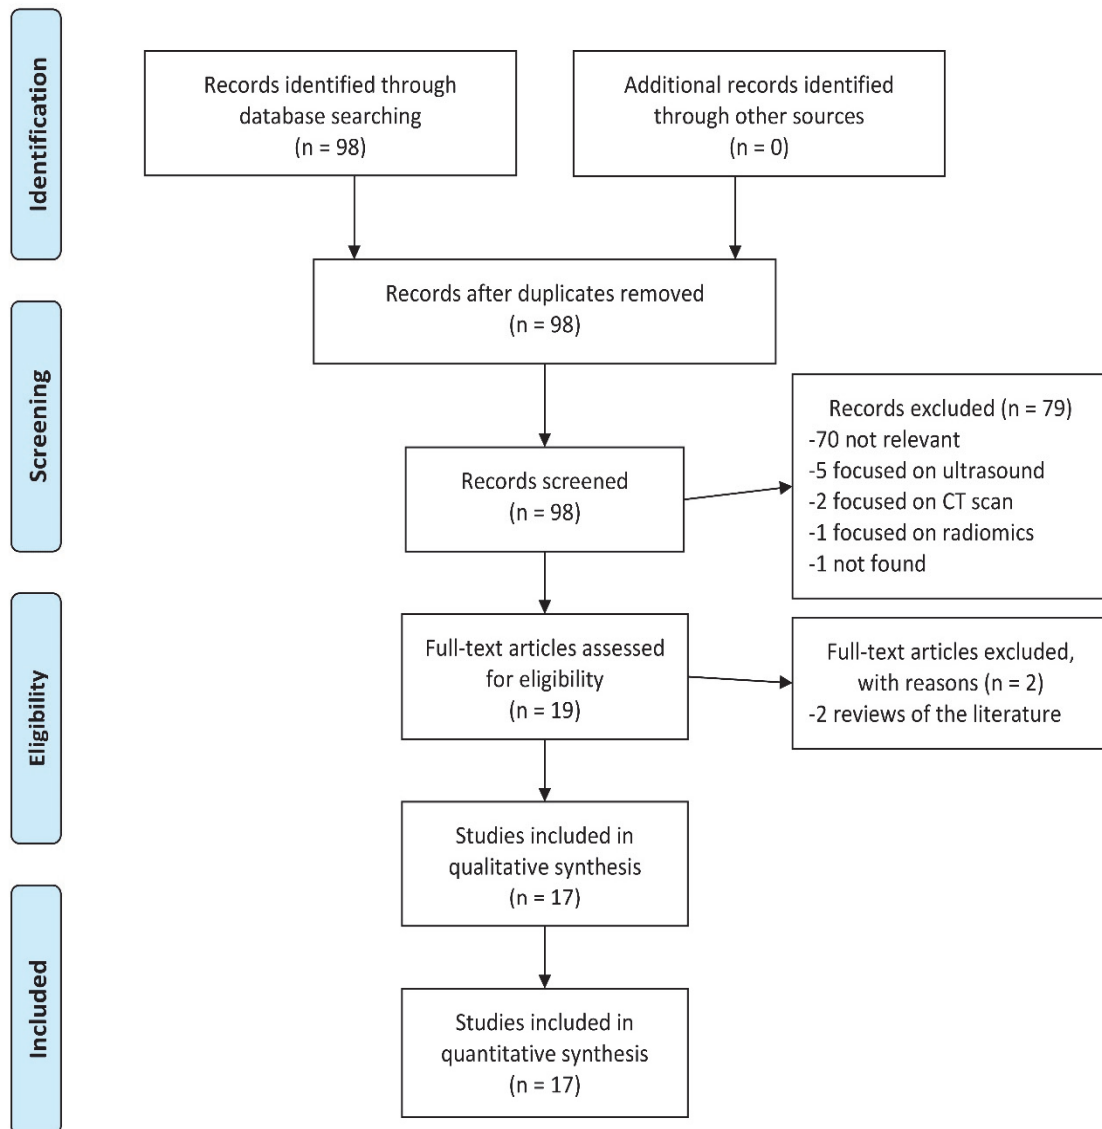 Identification
Records identified through
database searching
(n = 98)
Additional records identified
through other sources
(n = 0)
Records after duplicates removed
(n = 98)
Screening
Records screened
(n = 98)
Records excluded (n = 79)
-70 not relevant
-5 focused on ultrasound
-2 focused on CT scan
-1 focused on radiomics
-1 not found
Eligibility
Full-text articles assessed
for eligibility
(n = 19)
Full-text articles excluded,
with reasons (n = 2)
-2 reviews of the literature
Studies included in
qualitative synthesis
(n = 17)
Included
Studies included in
quantitative synthesis
(n = 17)